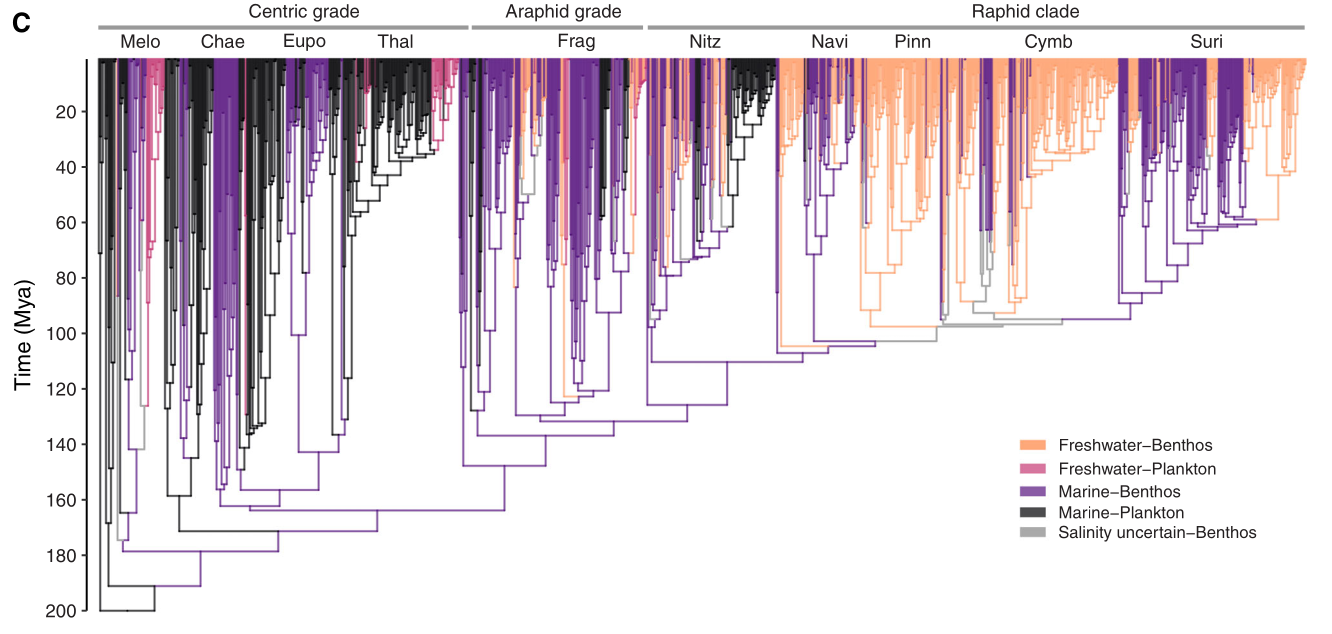 C
Centric grade Araphid grade Raphid clade
Melo Chae Eupo Thal Frag Nitz Navi Pinn Cymb Suri
Time (Mya)
20
40
60
80
100
120
140
160
180
200
Freshwater–Benthos
Freshwater–Plankton
Marine–Benthos
Marine–Plankton
Salinity uncertain–Benthos